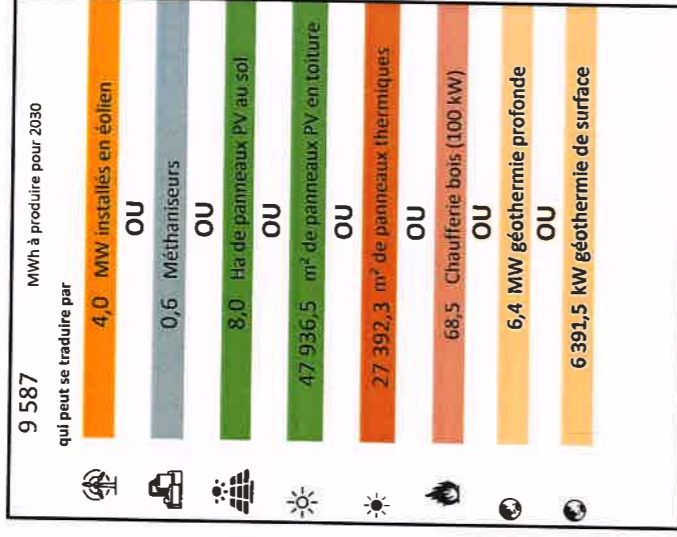 9 587 MWh à produire pour 2030
qui peut se traduire par
4,0 MW installés en éolien
OU
0,6 Méthaniseurs
OU
8,0 Ha de panneaux PV au sol
OU
47 936,5 m² de panneaux PV en toiture
OU
27 392,3 m² de panneaux thermiques
OU
68,5 Chaufferie bois (100 kW)
OU
6,4 MW géothermie profonde
OU
6 391,5 kW géothermie de surface